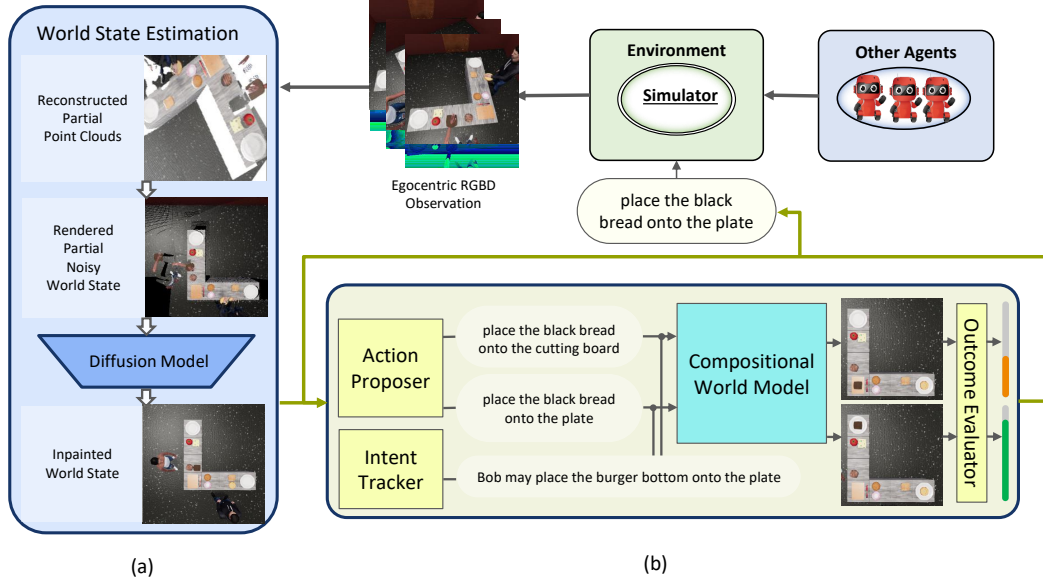 World State Estimation
Reconstructed
Partial
Point Clouds
Rendered
Partial
Noisy
World State
Diffusion Model
Inpainted
World State
(a)
Egocentric RGBD
Observation
Environment
Simulator
Other Agents
place the black
bread onto the plate
Action
Proposer
Intent
Tracker
place the black bread
onto the cutting board
place the black bread
onto the plate
Bob may place the burger bottom onto the plate
Compositional
World Model
Outcome Evaluator
(b)